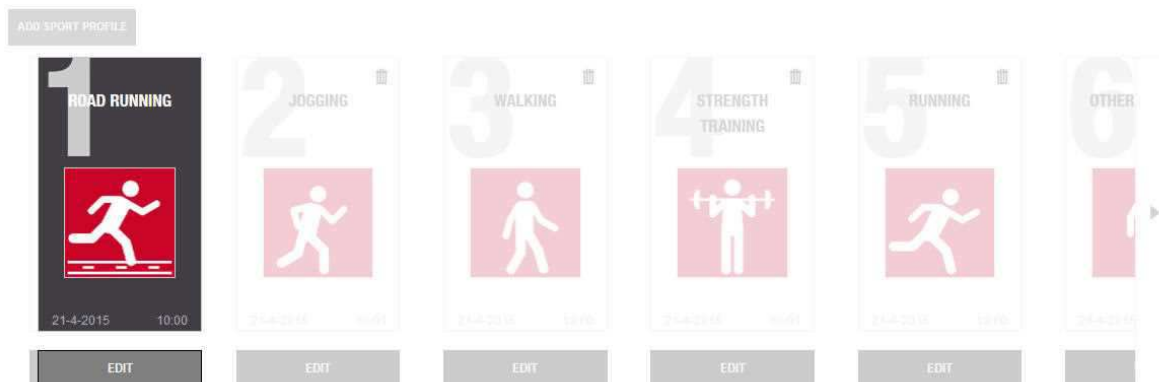 ADD SPORT PROFILE
1
ROAD RUNNING
21-4-2015 10:00
EDIT
2
JOGGING
EDIT
3
WALKING
EDIT
4
STRENGTH
TRAINING
EDIT
5
RUNNING
EDIT
6
OTHER